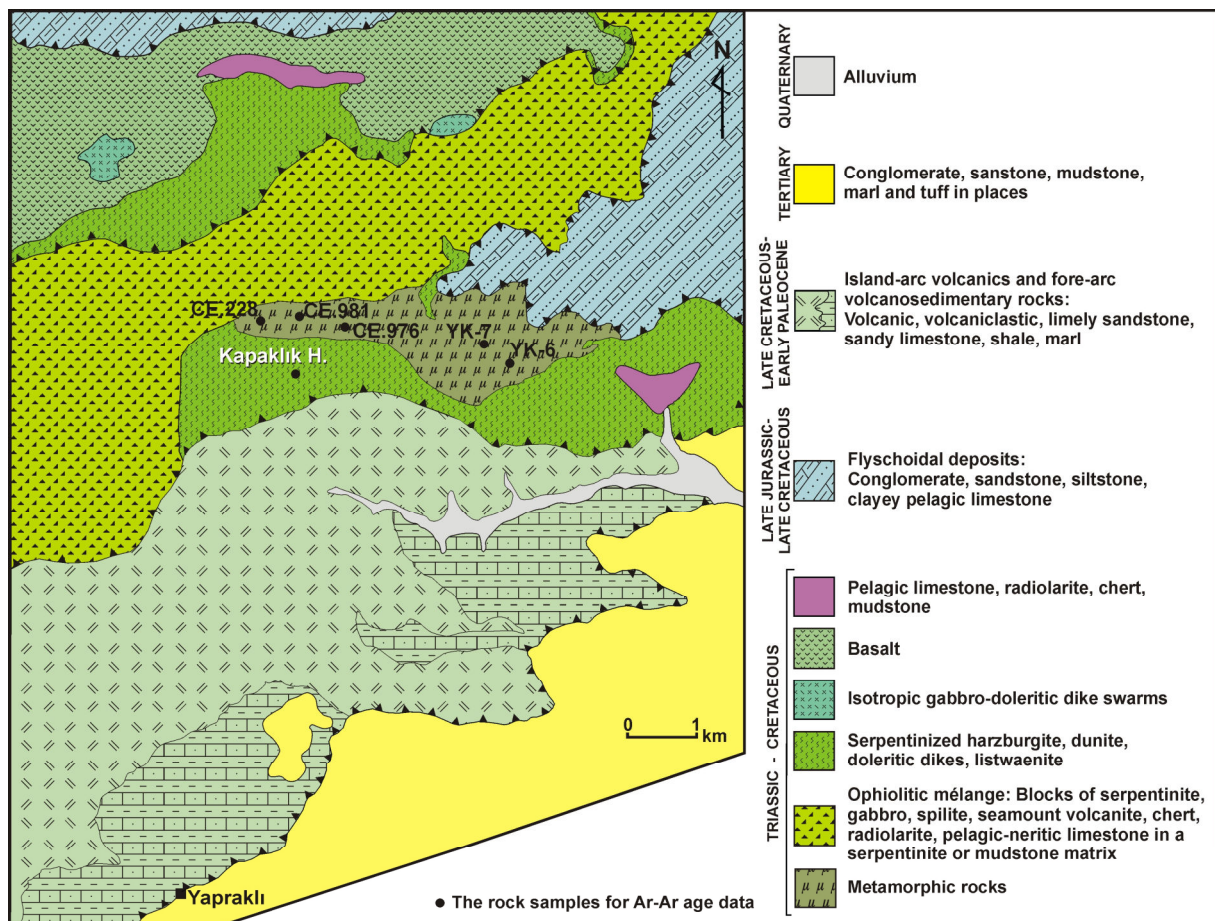 N
CE.228
CE.981
CE.976
YK-7
YK-6
Kapaklık H.
0 1
km
Yapraklı
The rock samples for Ar-Ar age data
QUATERNARY
Alluvium
TERTIARY
Conglomerate, sanstone, mudstone,
marl and tuff in places
LATE CRETACEOUS-
EARLY PALEOCENE
Island-arc volcanics and fore-arc
volcanosedimentary rocks:
Volcanic, volcaniclastic, limely sandstone,
sandy limestone, shale, marl
LATE JURASSIC-
LATE CRETACEOUS
Flyschoidal deposits:
Conglomerate, sandstone, siltstone,
clayey pelagic limestone
TRIASSIC - CRETACEOUS
Pelagic limestone, radiolarite, chert,
mudstone
Basalt
Isotropic gabbro-doleritic dike swarms
Serpentinized harzburgite, dunite,
doleritic dikes, listwaenite
Ophiolitic mélange: Blocks of serpentinite,
gabbro, spilite, seamount volcanite, chert,
radiolarite, pelagic-neritic limestone in a
serpentinite or mudstone matrix
Metamorphic rocks